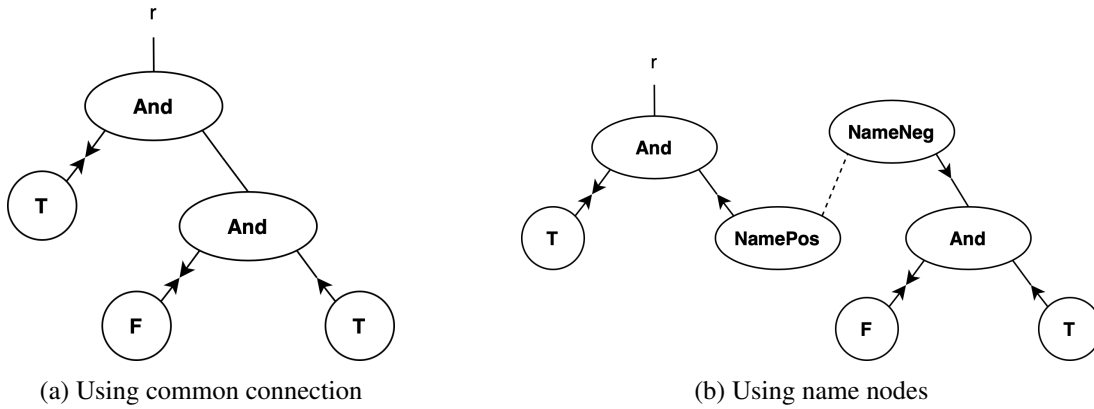 r
And
T
And
F
T
(a) Using common connection
r
And
NameNeg
T
NamePos
And
F
T
(b) Using name nodes